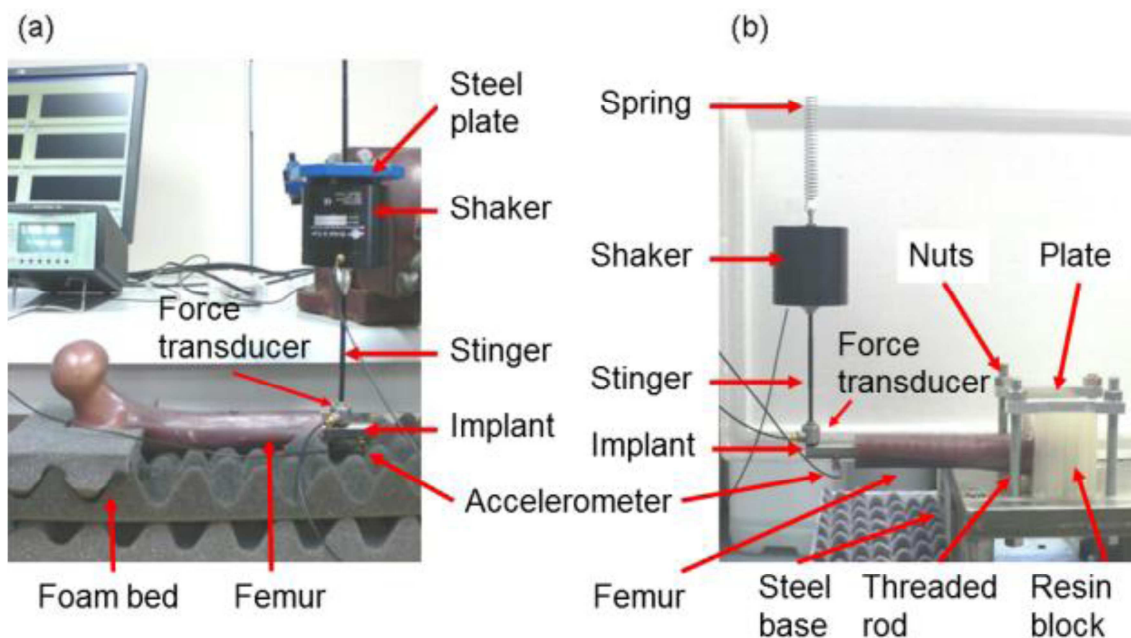 (a)
(b)
Steel
plate
Shaker
Force
transducer
Stinger
Implant
Accelerometer
Foam bed
Femur
Spring
Shaker
Nuts
Plate
Stinger
Force
transducer
Implant
Femur
Steel
base
Threaded
rod
Resin
block